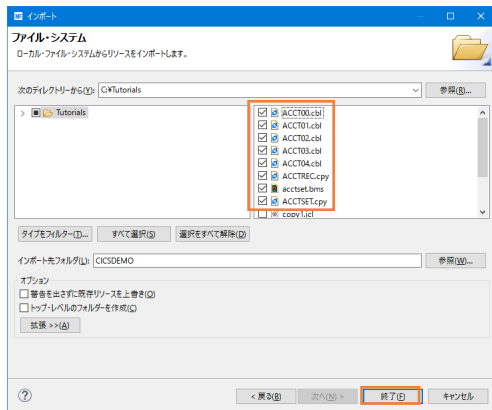 インポート
ファイル・システム
ローカル・ファイル・システムからリソースをインポートします。
次のディレクトリーから(Y): C:¥Tutorials 参照(R)...
Tutorials
ACCT00.cbl
ACCT01.cbl
ACCT02.cbl
ACCT03.cbl
ACCT04.cbl
ACCTREC.cpy
acctset.bms
ACCTSET.cpy
copy1.jcl
タイプをフィルター(T)... すべて選択(S) 選択をすべて解除(D)
インポート先フォルダ(L): CICSDEMO 参照(W)...
オプション
警告を出さずに既存リソースを上書き(O)
トップ・レベルのフォルダーを作成(C)
拡張 >>(A)
< 戻る(B) 次へ(N) > 終了(F) キャンセル